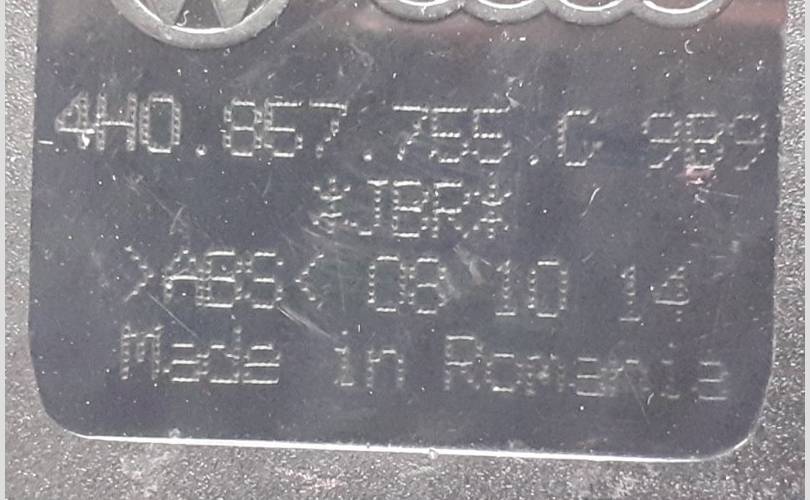 4H0.857.755.G 9B9
*JBR*
>ABS< 08 10 14
Made in Romania